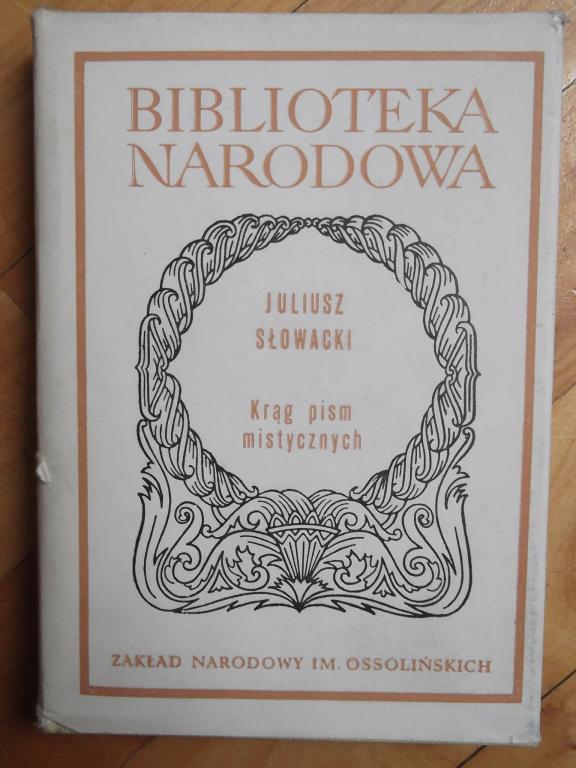 BIBLIOTEKA
NARODOWA
JULIUSZ
SŁOWACKI
Krąg pism
mistycznych
ZAKŁAD NARODOWY IM. OSSOLIŃSKICH